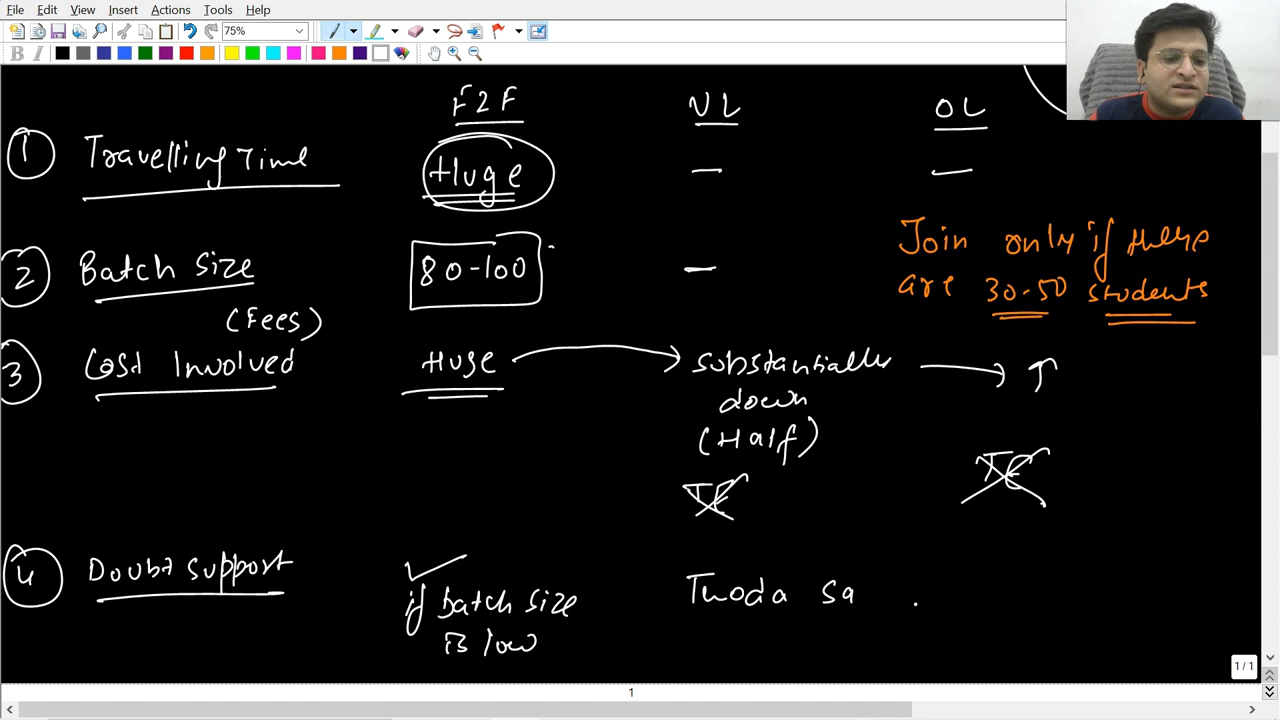 File Edit View Insert Actions Tools Help
75%
B I
F2F VL OL
1 Travelling Time Huge — —
2 Batch Size 80-100 —
Join only if there
are 30-50 students
(Fees)
3 Cost Involved Huge substantially ↑
down
(Half)
TE TE
4 Doubt support ✓
if Batch size Thoda sa .
is low
1 / 1
1